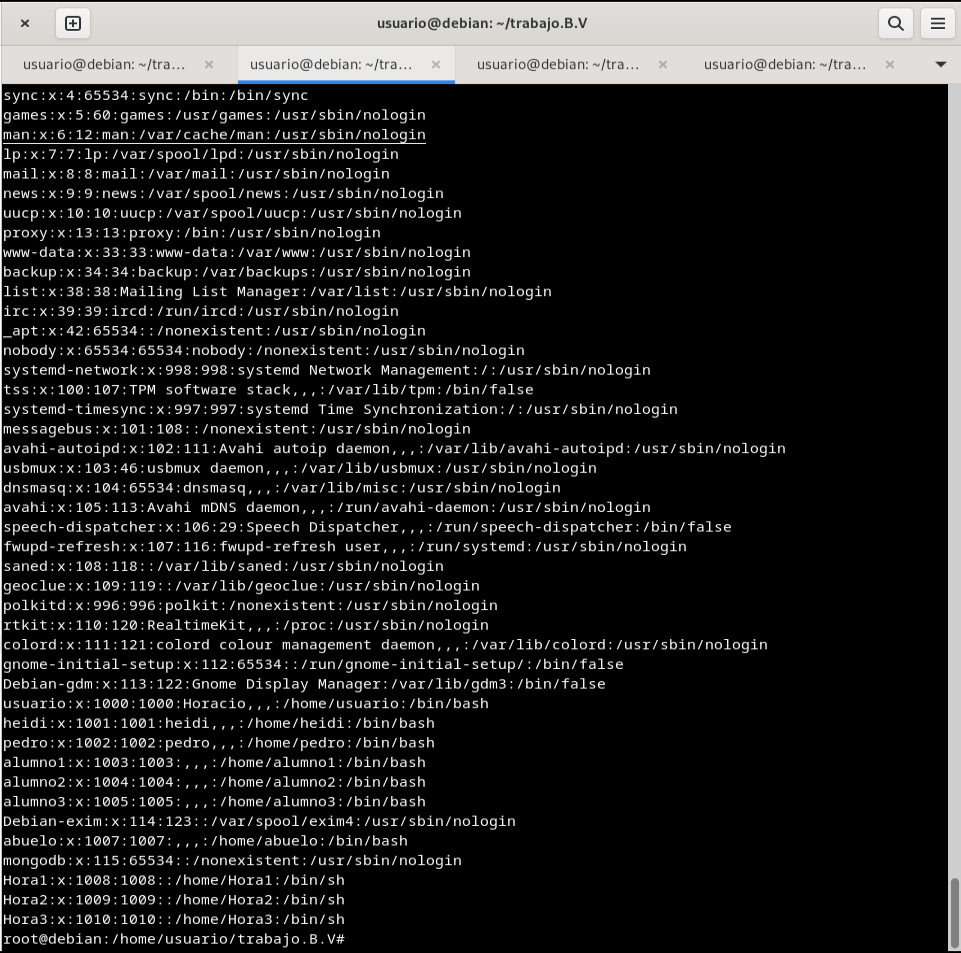 usuario@debian: ~/trabajo.B.V
usuario@debian: ~/tra...
usuario@debian: ~/tra...
usuario@debian: ~/tra...
usuario@debian: ~/tra...
sync:x:4:65534:sync:/bin:/bin/sync
games:x:5:60:games:/usr/games:/usr/sbin/nologin
man:x:6:12:man:/var/cache/man:/usr/sbin/nologin
lp:x:7:7:lp:/var/spool/lpd:/usr/sbin/nologin
mail:x:8:8:mail:/var/mail:/usr/sbin/nologin
news:x:9:9:news:/var/spool/news:/usr/sbin/nologin
uucp:x:10:10:uucp:/var/spool/uucp:/usr/sbin/nologin
proxy:x:13:13:proxy:/bin:/usr/sbin/nologin
www-data:x:33:33:www-data:/var/www:/usr/sbin/nologin
backup:x:34:34:backup:/var/backups:/usr/sbin/nologin
list:x:38:38:Mailing List Manager:/var/list:/usr/sbin/nologin
irc:x:39:39:ircd:/run/ircd:/usr/sbin/nologin
_apt:x:42:65534::/nonexistent:/usr/sbin/nologin
nobody:x:65534:65534:nobody:/nonexistent:/usr/sbin/nologin
systemd-network:x:998:998:systemd Network Management:/:/usr/sbin/nologin
tss:x:100:107:TPM software stack,,,:/var/lib/tpm:/bin/false
systemd-timesync:x:997:997:systemd Time Synchronization:/:/usr/sbin/nologin
messagebus:x:101:108::/nonexistent:/usr/sbin/nologin
avahi-autoipd:x:102:111:Avahi autoip daemon,,,:/var/lib/avahi-autoipd:/usr/sbin/nologin
usbmux:x:103:46:usbmux daemon,,,:/var/lib/usbmux:/usr/sbin/nologin
dnsmasq:x:104:65534:dnsmasq,,,:/var/lib/misc:/usr/sbin/nologin
avahi:x:105:113:Avahi mDNS daemon,,,:/run/avahi-daemon:/usr/sbin/nologin
speech-dispatcher:x:106:29:Speech Dispatcher,,,:/run/speech-dispatcher:/bin/false
fwupd-refresh:x:107:116:fwupd-refresh user,,,:/run/systemd:/usr/sbin/nologin
saned:x:108:118::/var/lib/saned:/usr/sbin/nologin
geoclue:x:109:119::/var/lib/geoclue:/usr/sbin/nologin
polkitd:x:996:996:polkit:/nonexistent:/usr/sbin/nologin
rtkit:x:110:120:RealtimeKit,,,:/proc:/usr/sbin/nologin
colord:x:111:121:colord colour management daemon,,,:/var/lib/colord:/usr/sbin/nologin
gnome-initial-setup:x:112:65534::/run/gnome-initial-setup/:/bin/false
Debian-gdm:x:113:122:Gnome Display Manager:/var/lib/gdm3:/bin/false
usuario:x:1000:1000:Horacio,,,:/home/usuario:/bin/bash
heidi:x:1001:1001:heidi,,,:/home/heidi:/bin/bash
pedro:x:1002:1002:pedro,,,:/home/pedro:/bin/bash
alumno1:x:1003:1003:,,,:/home/alumno1:/bin/bash
alumno2:x:1004:1004:,,,:/home/alumno2:/bin/bash
alumno3:x:1005:1005:,,,:/home/alumno3:/bin/bash
Debian-exim:x:114:123::/var/spool/exim4:/usr/sbin/nologin
abuelo:x:1007:1007:,,,:/home/abuelo:/bin/bash
mongodb:x:115:65534::/nonexistent:/usr/sbin/nologin
Hora1:x:1008:1008::/home/Hora1:/bin/sh
Hora2:x:1009:1009::/home/Hora2:/bin/sh
Hora3:x:1010:1010::/home/Hora3:/bin/sh
root@debian:/home/usuario/trabajo.B.V#